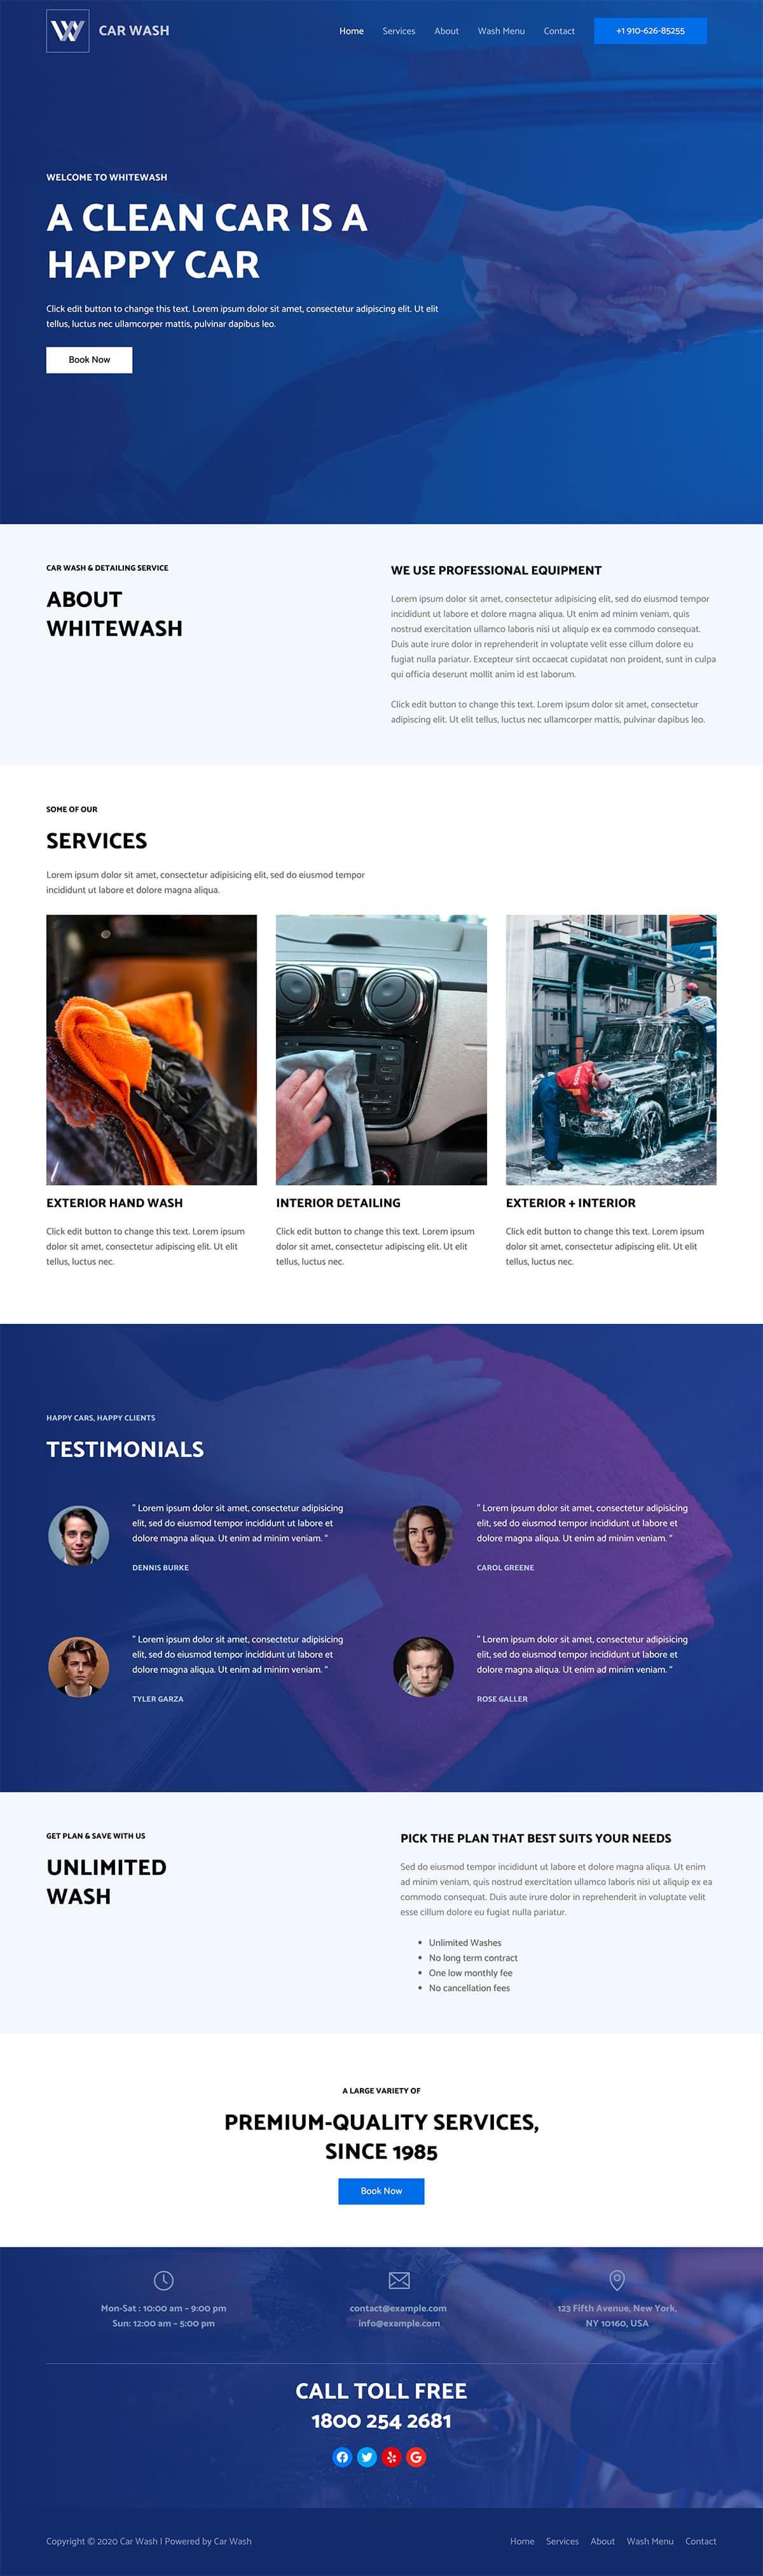 W CAR WASH
Home Services About Wash Menu Contact +1 910-626-85255
WELCOME TO WHITEWASH
A CLEAN CAR IS A
HAPPY CAR
Click edit button to change this text. Lorem ipsum dolor sit amet, consectetur adipiscing elit. Ut elit
tellus, luctus nec ullamcorper mattis, pulvinar dapibus leo.
Book Now
CAR WASH & DETAILING SERVICE
ABOUT
WHITEWASH
WE USE PROFESSIONAL EQUIPMENT
Lorem ipsum dolor sit amet, consectetur adipisicing elit, sed do eiusmod tempor
incididunt ut labore et dolore magna aliqua. Ut enim ad minim veniam, quis
nostrud exercitation ullamco laboris nisi ut aliquip ex ea commodo consequat.
Duis aute irure dolor in reprehenderit in voluptate velit esse cillum dolore eu
fugiat nulla pariatur. Excepteur sint occaecat cupidatat non proident, sunt in culpa
qui officia deserunt mollit anim id est laborum.
Click edit button to change this text. Lorem ipsum dolor sit amet, consectetur
adipiscing elit. Ut elit tellus, luctus nec ullamcorper mattis, pulvinar dapibus leo.
SOME OF OUR
SERVICES
Lorem ipsum dolor sit amet, consectetur adipisicing elit, sed do eiusmod tempor
incididunt ut labore et dolore magna aliqua.
EXTERIOR HAND WASH
Click edit button to change this text. Lorem ipsum
dolor sit amet, consectetur adipiscing elit. Ut elit
tellus, luctus nec.
INTERIOR DETAILING
Click edit button to change this text. Lorem ipsum
dolor sit amet, consectetur adipiscing elit. Ut elit
tellus, luctus nec.
EXTERIOR + INTERIOR
Click edit button to change this text. Lorem ipsum
dolor sit amet, consectetur adipiscing elit. Ut elit
tellus, luctus nec.
HAPPY CARS, HAPPY CLIENTS
TESTIMONIALS
" Lorem ipsum dolor sit amet, consectetur adipisicing
elit, sed do eiusmod tempor incididunt ut labore et
dolore magna aliqua. Ut enim ad minim veniam. "
DENNIS BURKE
" Lorem ipsum dolor sit amet, consectetur adipisicing
elit, sed do eiusmod tempor incididunt ut labore et
dolore magna aliqua. Ut enim ad minim veniam. "
CAROL GREENE
" Lorem ipsum dolor sit amet, consectetur adipisicing
elit, sed do eiusmod tempor incididunt ut labore et
dolore magna aliqua. Ut enim ad minim veniam. "
TYLER GARZA
" Lorem ipsum dolor sit amet, consectetur adipisicing
elit, sed do eiusmod tempor incididunt ut labore et
dolore magna aliqua. Ut enim ad minim veniam. "
ROSE GALLER
GET PLAN & SAVE WITH US
UNLIMITED
WASH
PICK THE PLAN THAT BEST SUITS YOUR NEEDS
Sed do eiusmod tempor incididunt ut labore et dolore magna aliqua. Ut enim
ad minim veniam, quis nostrud exercitation ullamco laboris nisi ut aliquip ex ea
commodo consequat. Duis aute irure dolor in reprehenderit in voluptate velit
esse cillum dolore eu fugiat nulla pariatur.
• Unlimited Washes
• No long term contract
• One low monthly fee
• No cancellation fees
A LARGE VARIETY OF
PREMIUM-QUALITY SERVICES,
SINCE 1985
Book Now
Mon-Sat : 10:00 am – 9:00 pm
Sun: 12:00 am – 5:00 pm
contact@example.com
info@example.com
123 Fifth Avenue, New York,
NY 10160, USA
CALL TOLL FREE
1800 254 2681
Copyright © 2020 Car Wash | Powered by Car Wash
Home Services About Wash Menu Contact